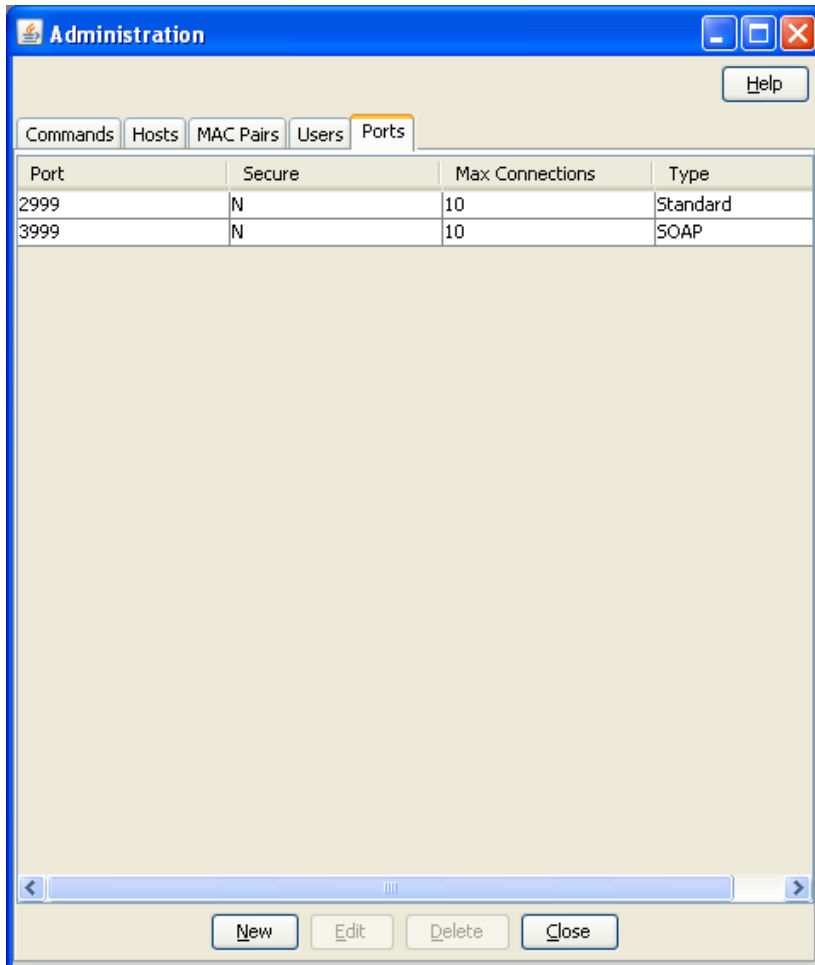 Administration
Help
Commands Hosts MAC Pairs Users Ports
Port Secure Max Connections Type
2999 N 10 Standard
3999 N 10 SOAP
New Edit Delete Close